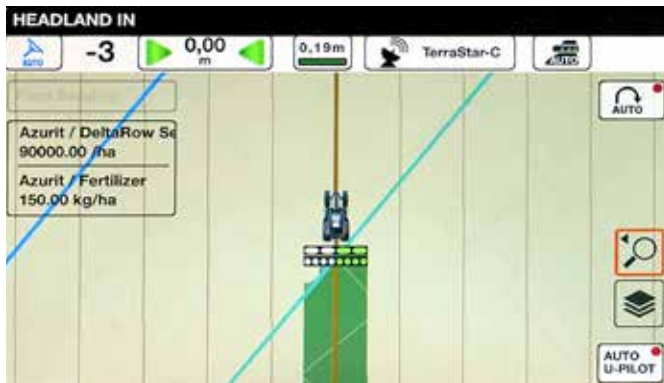 HEADLAND IN
AUTO
-3
0,00
m
0.19m
TerraStar-C
AUTO
AUTO
Azurit / DeltaRow Se
90000.00 /ha
Azurit / Fertilizer
150.00 kg/ha
AUTO
U-PILOT